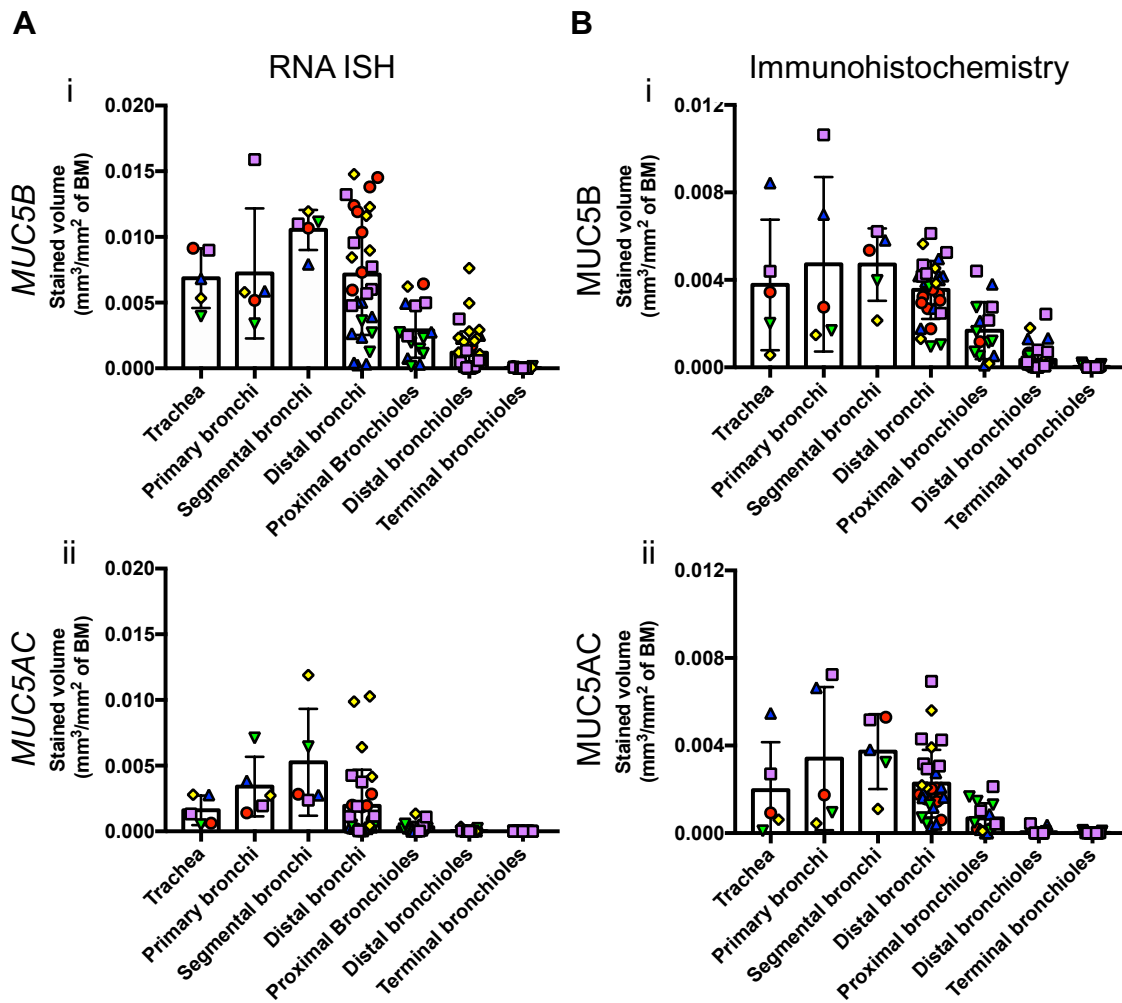 A
RNA ISH
i
MUC5B
Stained volume
(mm³/mm² of BM)
0.020
0.015
0.010
0.005
0.000
Trachea
Primary bronchi
Segmental bronchi
Distal bronchi
Proximal Bronchioles
Distal bronchioles
Terminal bronchioles
ii
MUC5AC
Stained volume
(mm³/mm² of BM)
0.020
0.015
0.010
0.005
0.000
Trachea
Primary bronchi
Segmental bronchi
Distal bronchi
Proximal Bronchioles
Distal bronchioles
Terminal bronchioles
B
Immunohistochemistry
i
MUC5B
Stained volume
(mm³/mm² of BM)
0.012
0.008
0.004
0.000
Trachea
Primary bronchi
Segmental bronchi
Distal bronchi
Proximal bronchioles
Distal bronchioles
Terminal bronchioles
ii
MUC5AC
Stained volume
(mm³/mm² of BM)
0.012
0.008
0.004
0.000
Trachea
Primary bronchi
Segmental bronchi
Distal bronchi
Proximal bronchioles
Distal bronchioles
Terminal bronchioles